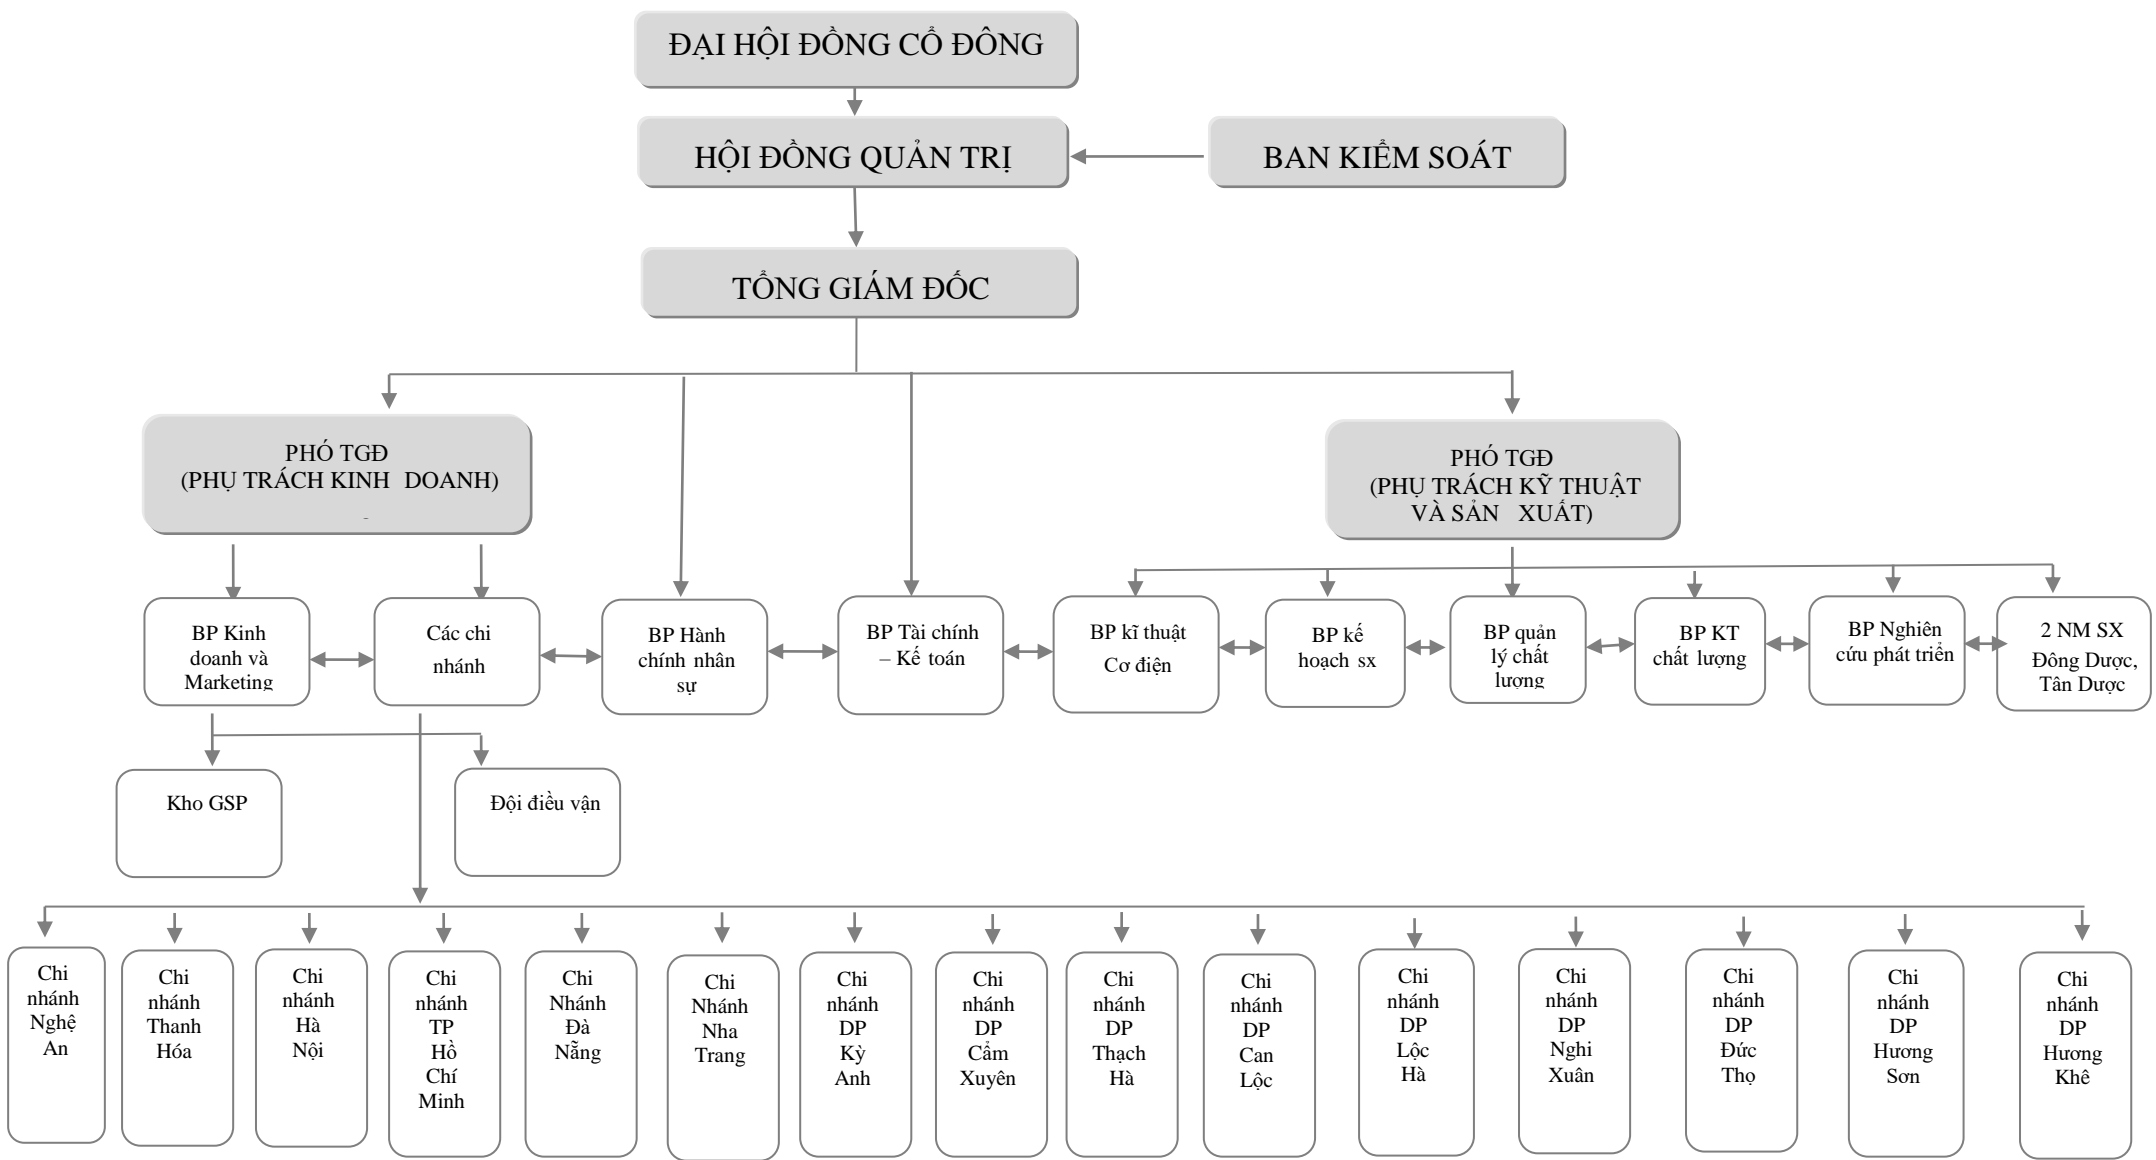 ĐẠI HỘI ĐỒNG CỔ ĐÔNG
HỘI ĐỒNG QUẢN TRỊ
BAN KIỂM SOÁT
TỔNG GIÁM ĐỐC
PHÓ TGĐ
(PHỤ TRÁCH KINH DOANH)
PHÓ TGĐ
(PHỤ TRÁCH KỸ THUẬT
VÀ SẢN XUẤT)
BP Kinh
doanh và
Marketing
Các chi
nhánh
BP Hành
chính nhân
sự
BP Tài chính
– Kế toán
BP kĩ thuật
Cơ điện
BP kế
hoạch sx
BP quản
lý chất
lượng
BP KT
chất lượng
BP Nghiên
cứu phát triển
2 NM SX
Đông Dược,
Tân Dược
Kho GSP
Đội điều vận
Chi
nhánh
Nghệ
An
Chi
nhánh
Thanh
Hóa
Chi
nhánh
Hà
Nội
Chi
nhánh
TP
Hồ
Chí
Minh
Chi
Nhánh
Đà
Nẵng
Chi
Nhánh
Nha
Trang
Chi
nhánh
DP
Kỳ
Anh
Chi
nhánh
DP
Cẩm
Xuyên
Chi
nhánh
DP
Thạch
Hà
Chi
nhánh
DP
Can
Lộc
Chi
nhánh
DP
Lộc
Hà
Chi
nhánh
DP
Nghi
Xuân
Chi
nhánh
DP
Đức
Thọ
Chi
nhánh
DP
Hương
Sơn
Chi
nhánh
DP
Hương
Khê